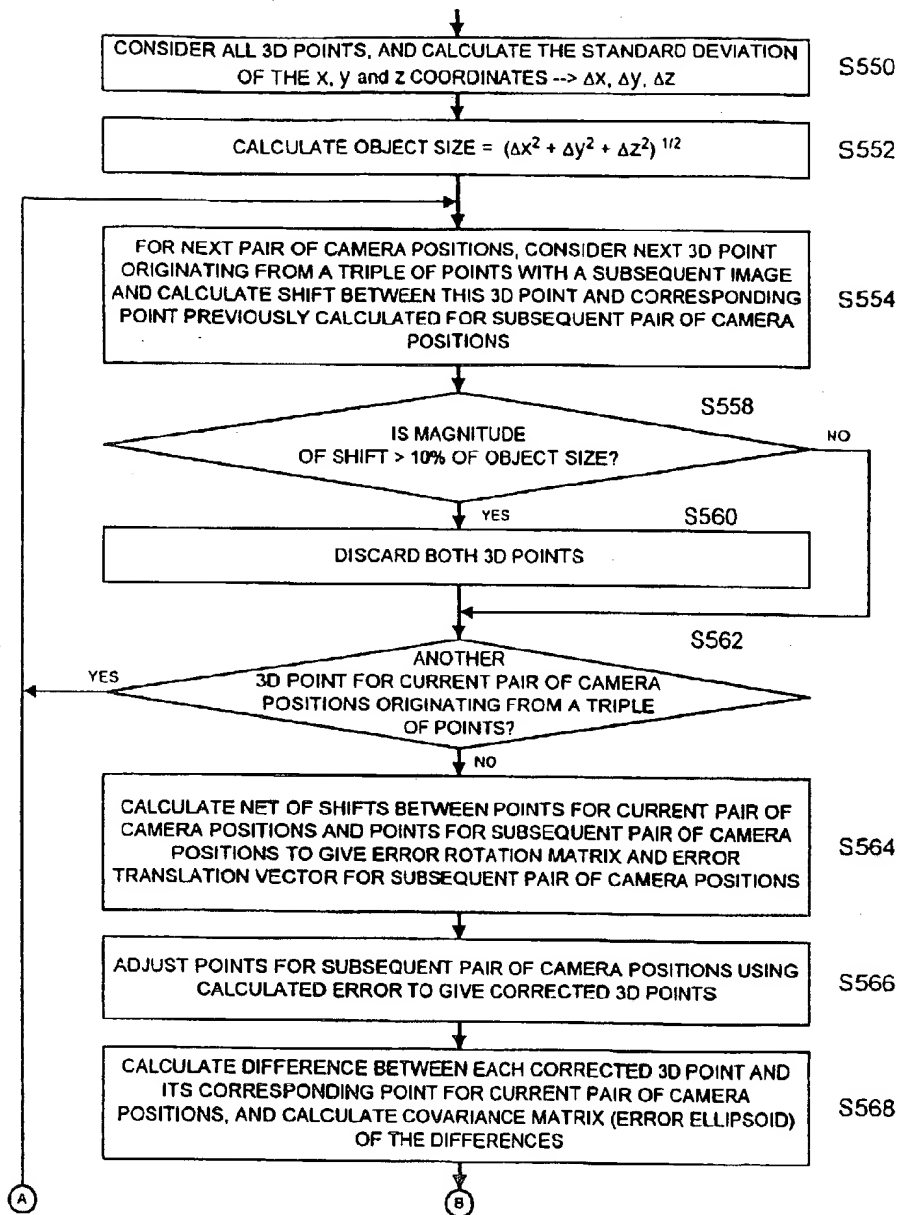 CONSIDER ALL 3D POINTS, AND CALCULATE THE STANDARD DEVIATION
OF THE X, y and z COORDINATES --> Δx, Δy, Δz
S550
CALCULATE OBJECT SIZE = (Δx² + Δy² + Δz²) 1/2
S552
FOR NEXT PAIR OF CAMERA POSITIONS, CONSIDER NEXT 3D POINT
ORIGINATING FROM A TRIPLE OF POINTS WITH A SUBSEQUENT IMAGE
AND CALCULATE SHIFT BETWEEN THIS 3D POINT AND CORRESPONDING
POINT PREVIOUSLY CALCULATED FOR SUBSEQUENT PAIR OF CAMERA
POSITIONS
S554
S558
IS MAGNITUDE
OF SHIFT > 10% OF OBJECT SIZE?
NO
YES
S560
DISCARD BOTH 3D POINTS
S562
ANOTHER
3D POINT FOR CURRENT PAIR OF CAMERA
POSITIONS ORIGINATING FROM A TRIPLE
OF POINTS?
YES
NO
CALCULATE NET OF SHIFTS BETWEEN POINTS FOR CURRENT PAIR OF
CAMERA POSITIONS AND POINTS FOR SUBSEQUENT PAIR OF CAMERA
POSITIONS TO GIVE ERROR ROTATION MATRIX AND ERROR
TRANSLATION VECTOR FOR SUBSEQUENT PAIR OF CAMERA POSITIONS
S564
ADJUST POINTS FOR SUBSEQUENT PAIR OF CAMERA POSITIONS USING
CALCULATED ERROR TO GIVE CORRECTED 3D POINTS
S566
CALCULATE DIFFERENCE BETWEEN EACH CORRECTED 3D POINT AND
ITS CORRESPONDING POINT FOR CURRENT PAIR OF CAMERA
POSITIONS, AND CALCULATE COVARIANCE MATRIX (ERROR ELLIPSOID)
OF THE DIFFERENCES
S568
A
B